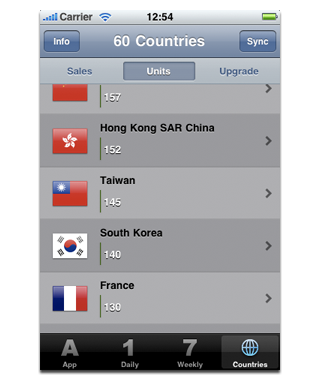 Carrier 12:54
Info 60 Countries Sync
Sales Units Upgrade
157
Hong Kong SAR China
152
Taiwan
145
South Korea
140
France
130
A 1 7
App Daily Weekly Countries